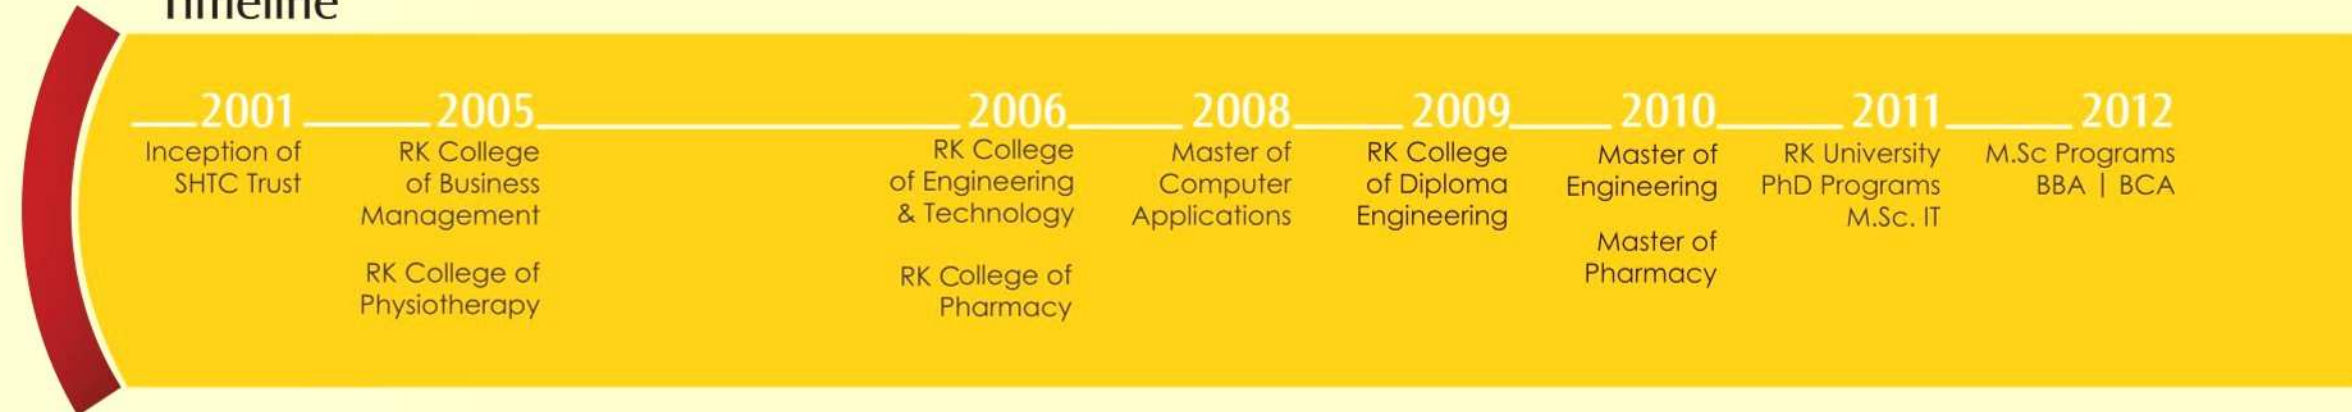 Timeline
2001
Inception of
SHTC Trust
2005
RK College
of Business
Management
RK College of
Physiotherapy
2006
RK College
of Engineering
& Technology
RK College of
Pharmacy
2008
Master of
Computer
Applications
2009
RK College
of Diploma
Engineering
2010
Master of
Engineering
Master of
Pharmacy
2011
RK University
PhD Programs
M.Sc. IT
2012
M.Sc Programs
BBA | BCA